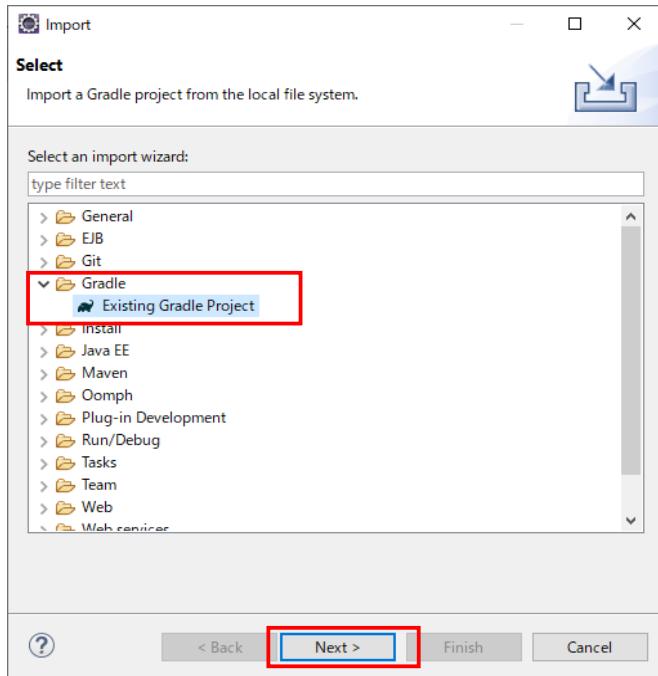 Import
Select
Import a Gradle project from the local file system.
Select an import wizard:
type filter text
General
EJB
Git
Gradle
Existing Gradle Project
Install
Java EE
Maven
Oomph
Plug-in Development
Run/Debug
Tasks
Team
Web
Web services
? < Back Next > Finish Cancel